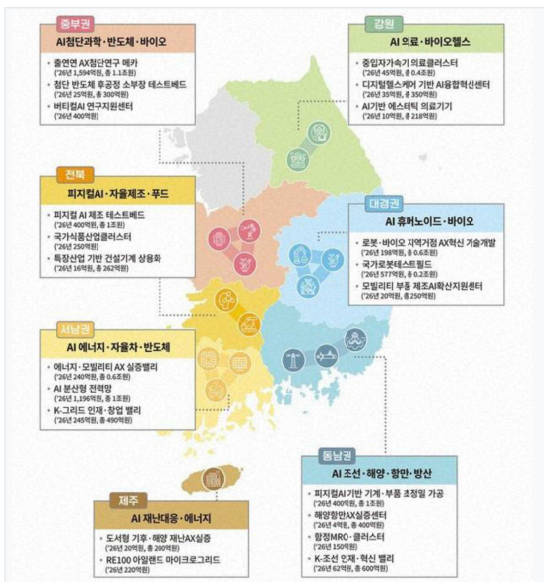 중부권
AI첨단과학·반도체·바이오
• 출연연 AX첨단연구 메카
('26년 1,594억원, 총 1.1조원)
• 첨단 반도체 후공정 소부장 테스트베드
('26년 25억원, 총 300억원)
• 버티컬AI 연구지원센터
('26년 400억원)
강원
AI 의료·바이오헬스
• 중입자가속기 의료클러스터
('26년 45억원, 총 0.4조원)
• 디지털헬스케어 기반 AI융합혁신센터
('26년 35억원, 총 350억원)
• AI기반 에스터틱 의료기기
('26년 10억원, 총 218억원)
전북
피지컬AI·자율제조·푸드
• 피지컬 AI 제조 테스트베드
('26년 400억원, 총 1조원)
• 국가식품산업클러스터
('26년 250억원)
• 특장산업 기반 건설기계 상용화
('26년 16억원, 총 262억원)
대경권
AI 휴머노이드·바이오
• 로봇·바이오 지역거점 AX혁신 기술개발
('26년 198억원, 총 0.6조원)
• 국가로봇테스트필드
('26년 577억원, 총 0.2조원)
• 모빌리티 부품 제조AI확산지원센터
('26년 20억원, 총250억원)
서남권
AI 에너지·자율차·반도체
• 에너지·모빌리티 AX 실증밸리
('26년 240억원, 총 0.6조원)
• AI 분산형 전력망
('26년 1,196억원, 총 1조원)
• K-그리드 인재·창업 밸리
('26년 245억원, 총 490억원)
동남권
AI 조선·해양·항만·방산
• 피지컬AI기반 기계·부품 초정밀 가공
('26년 400억원, 총 1조원)
• 해양항만AX실증센터
('26년 4억원, 총 400억원)
• 함정MRO·클러스터
('26년 150억원)
• K-조선 인재·혁신 밸리
('26년 62억원, 총 600억원)
제주
AI 재난대응·에너지
• 도서형 기후·해양 재난AX실증
('26년 20억원, 총 200억원)
• RE100 아일랜드 마이크로그리드
('26년 220억원)